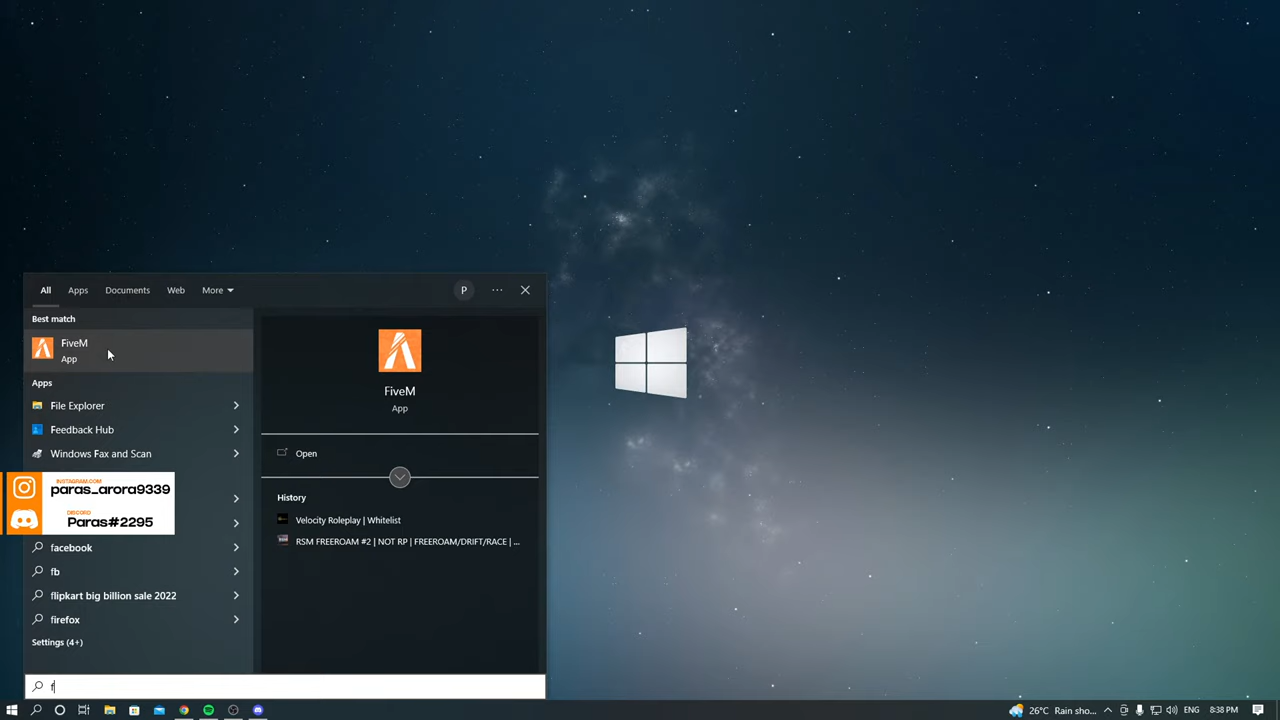 All Apps Documents Web More P
Best match
FiveM
App
Apps
File Explorer
Feedback Hub
Windows Fax and Scan
INSTAGRAM.COM
paras_arora9339
DISCORD
Paras#2295
facebook
fb
flipkart big billion sale 2022
firefox
Settings (4+)
f
FiveM
App
Open
History
Velocity Roleplay | Whitelist
RSM FREEROAM #2 | NOT RP | FREEROAM/DRIFT/RACE | ...
26°C Rain sho... ENG 8:38 PM